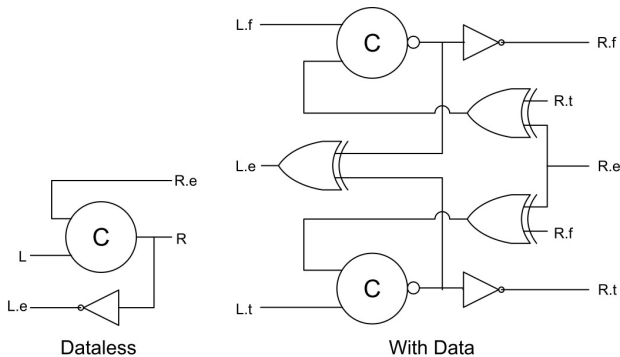 L.f
C
R.f
R.t
L.e
R.e
R.e
C
R
L
R.f
C
L.e
L.t
R.t
Dataless
With Data